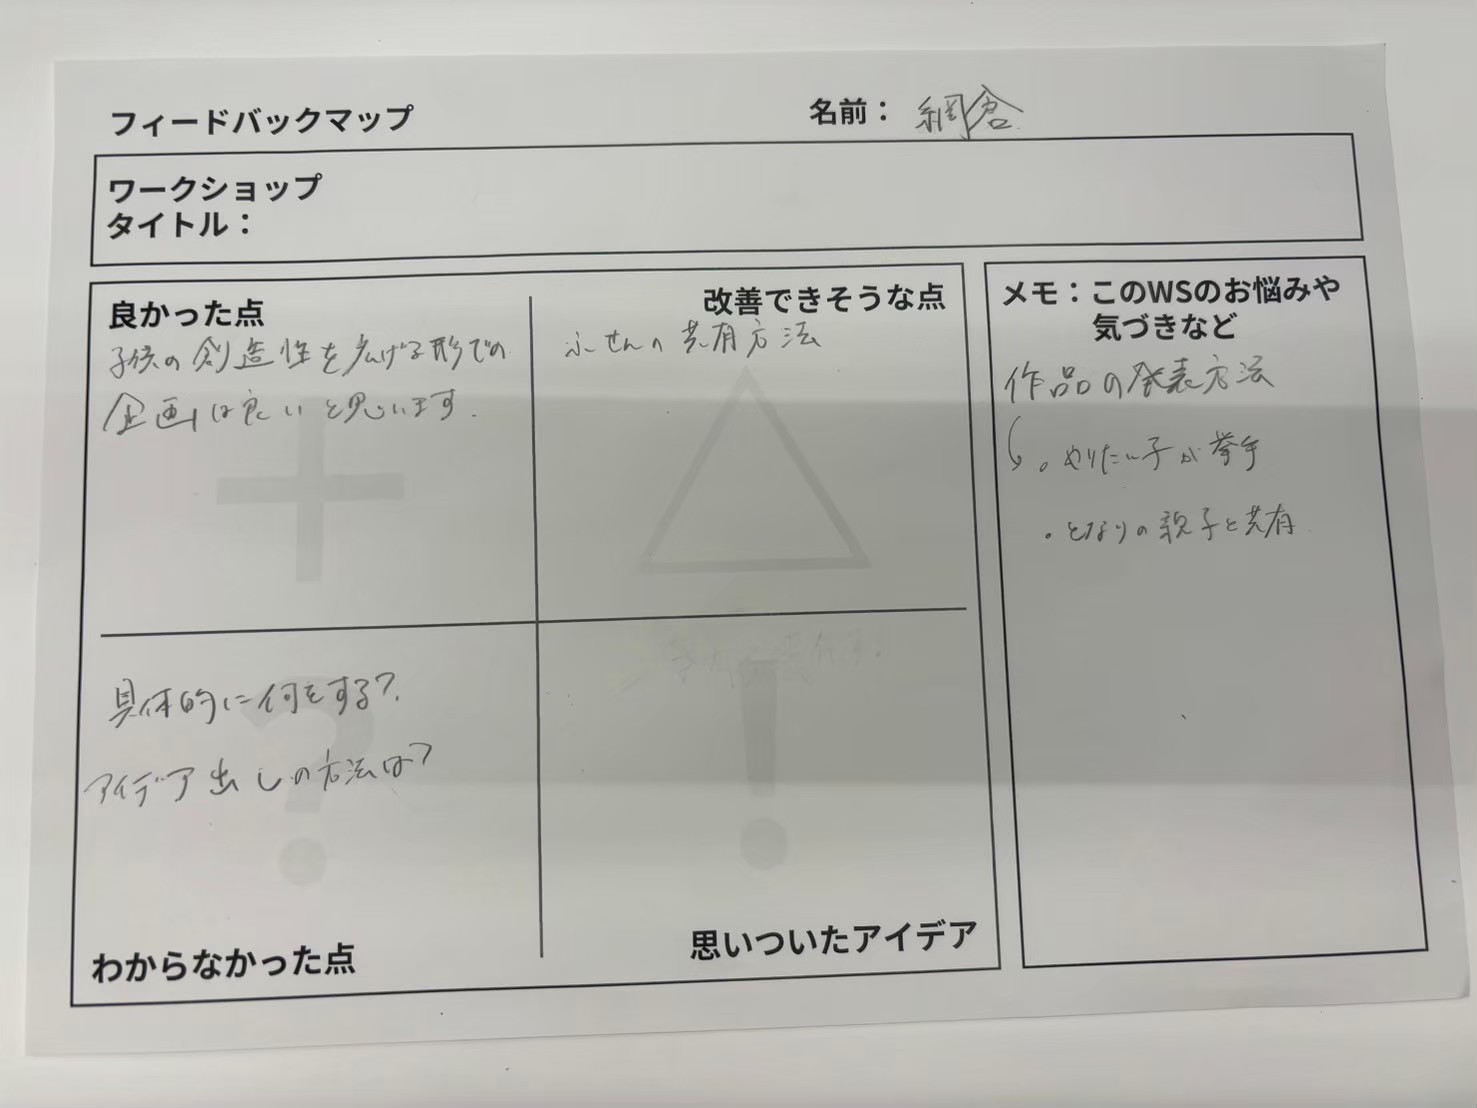 フィードバックマップ
名前： 網倉
ワークショップ
タイトル：
良かった点
子供の創造性を広げる形での
企画は良いと思います.
改善できそうな点
ふせんの共有方法
具体的に何をする?
アイデア出しの方法は?
わからなかった点
思いついたアイデア
メモ：このWSのお悩みや
気づきなど
作品の発表方法
・やりたい子が挙手
・となりの親子と共有